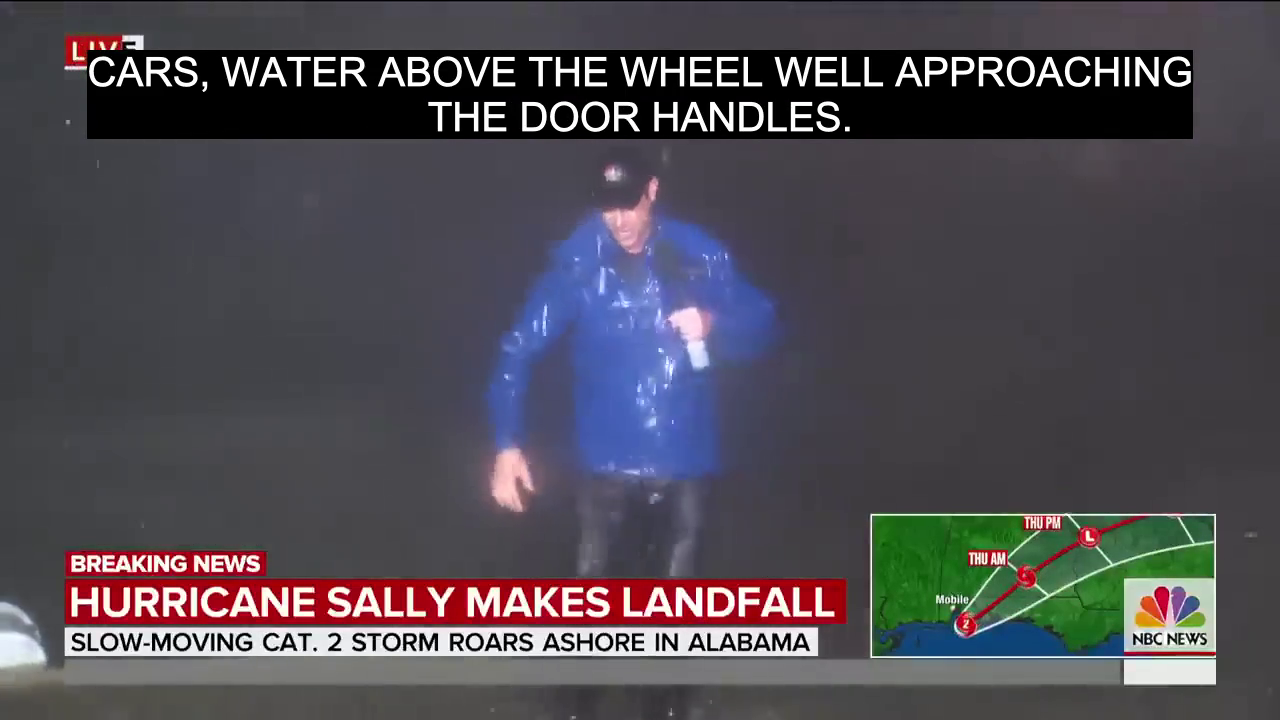 LIVE
CARS, WATER ABOVE THE WHEEL WELL APPROACHING
THE DOOR HANDLES.
THU PM
L
THU AM
Mobile
2
NBC NEWS
BREAKING NEWS
HURRICANE SALLY MAKES LANDFALL
SLOW-MOVING CAT. 2 STORM ROARS ASHORE IN ALABAMA